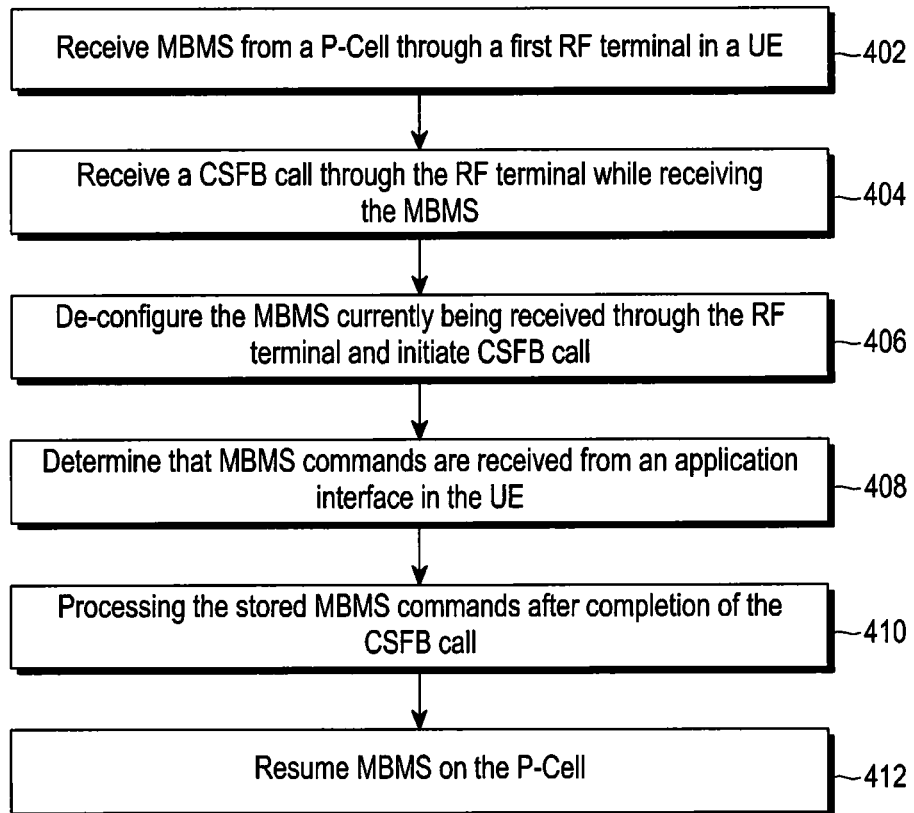 Receive MBMS from a P-Cell through a first RF terminal in a UE
402
Receive a CSFB call through the RF terminal while receiving
the MBMS
404
De-configure the MBMS currently being received through the RF
terminal and initiate CSFB call
406
Determine that MBMS commands are received from an application
interface in the UE
408
Processing the stored MBMS commands after completion of the
CSFB call
410
Resume MBMS on the P-Cell
412